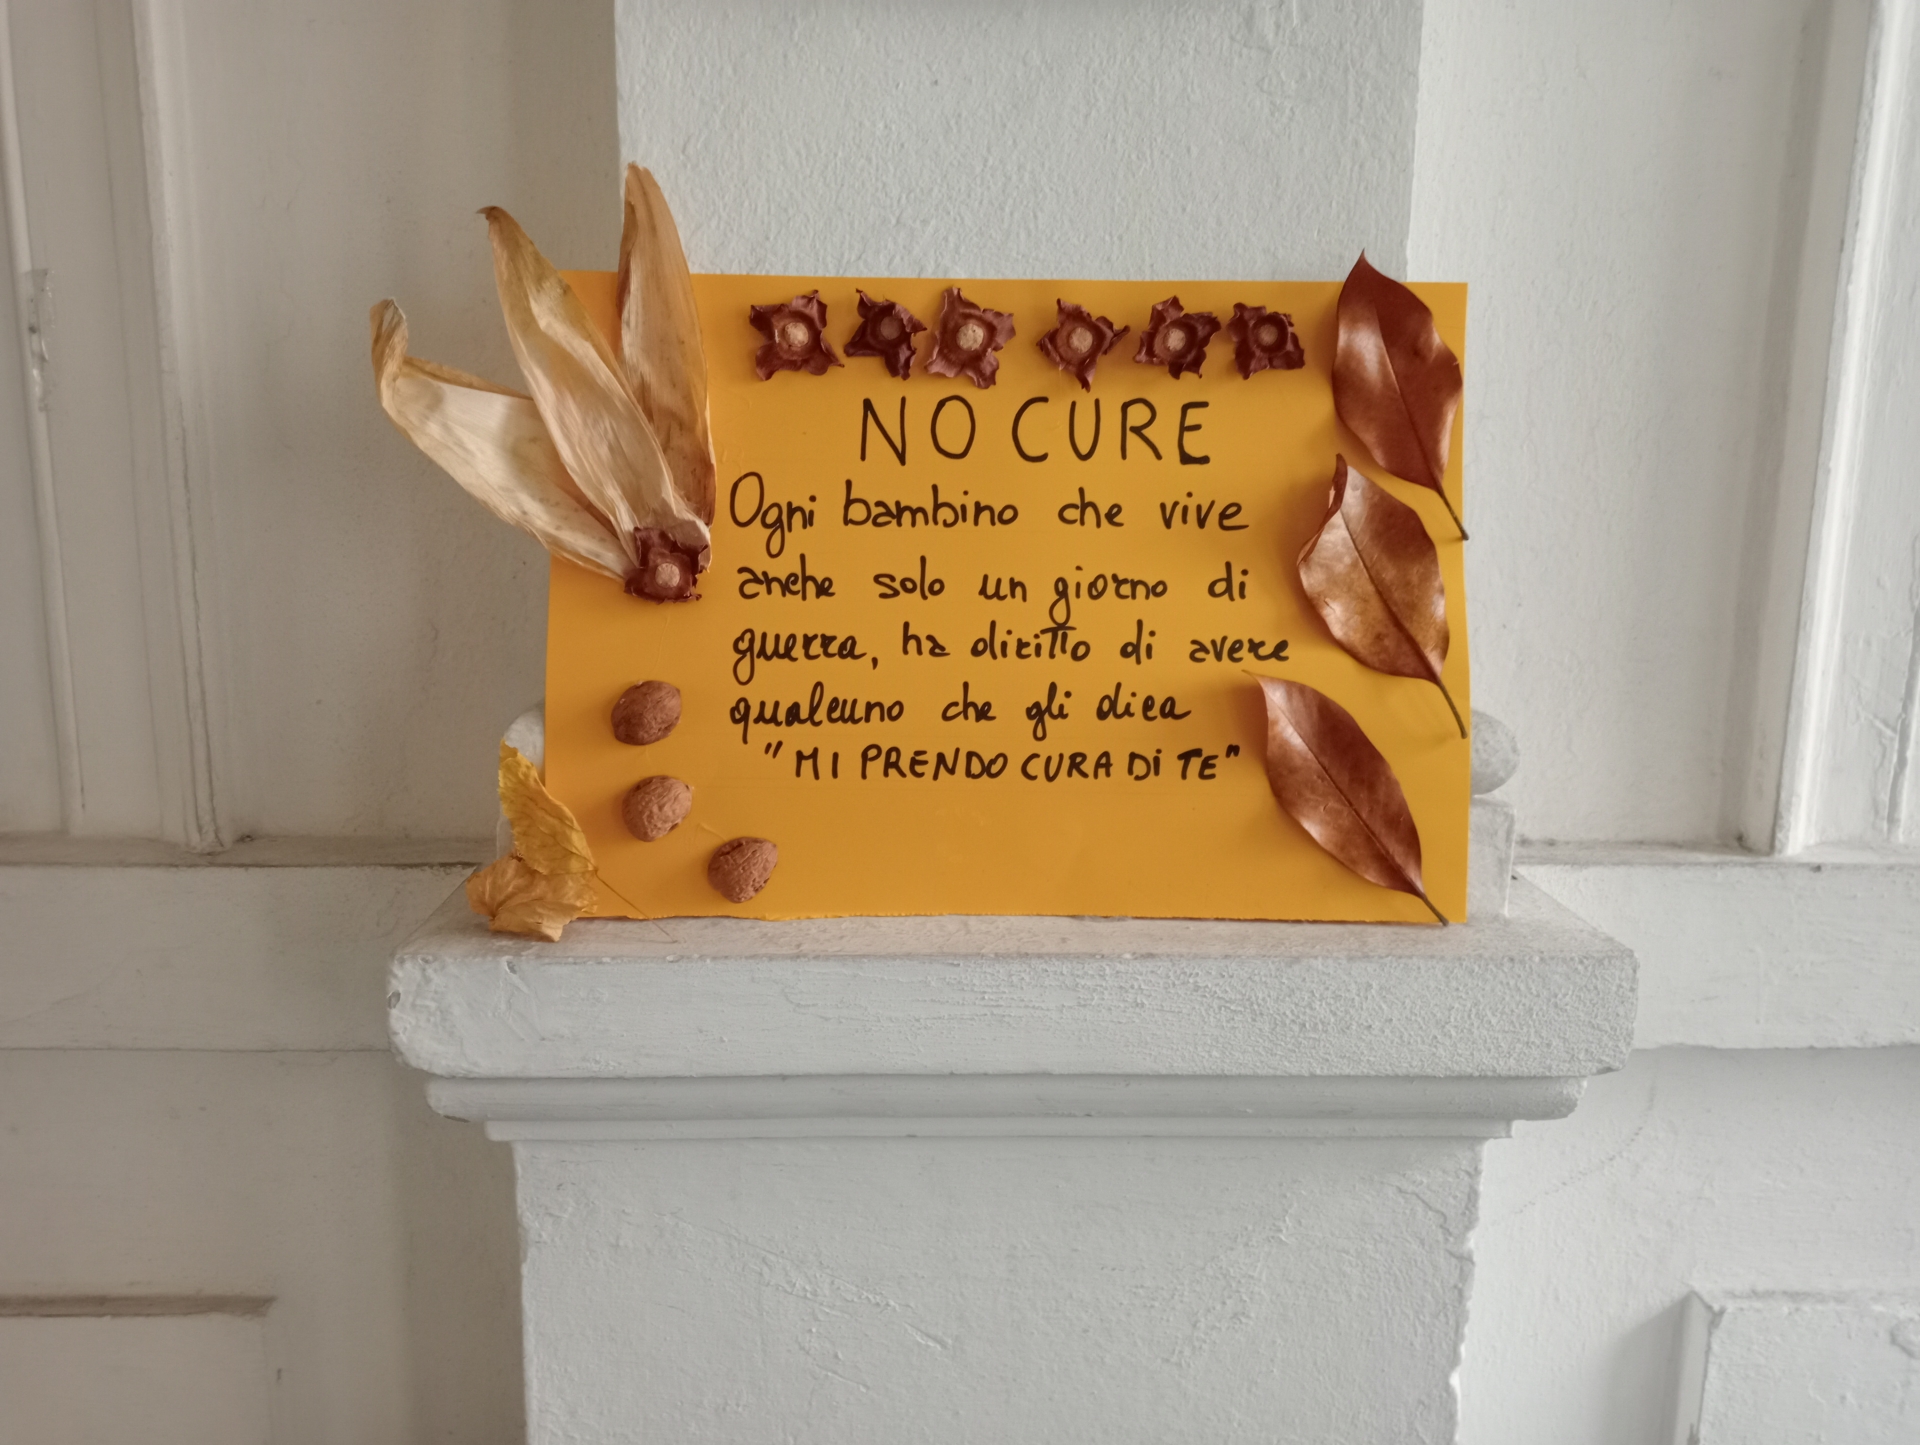 NO CURE
Ogni bambino che vive
anche solo un giorno di
guerra, ha diritto di avere
qualcuno che gli dica
"MI PRENDO CURA DI TE"